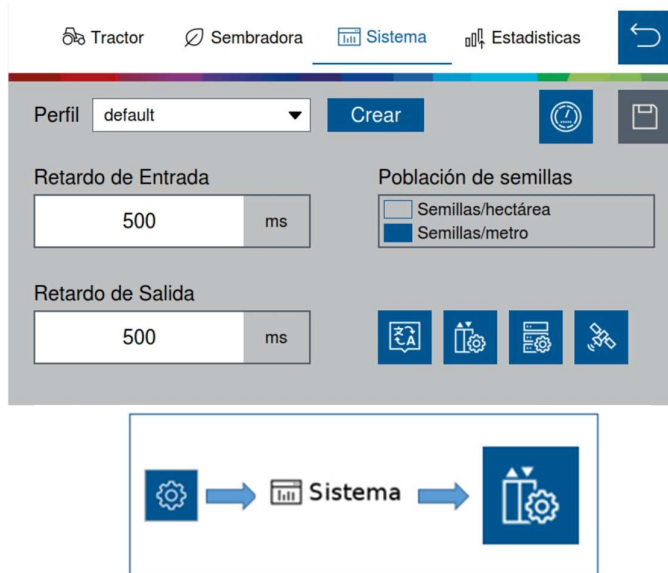 Tractor Sembradora Sistema Estadisticas
Perfil default Crear
Retardo de Entrada
500 ms
Población de semillas
Semillas/hectárea
Semillas/metro
Retardo de Salida
500 ms
Sistema